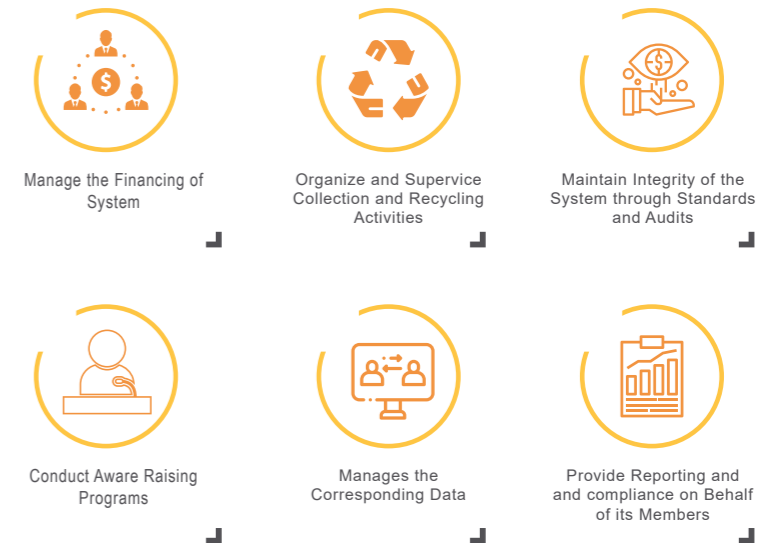 Manage the Financing of
System
Organize and Supervice
Collection and Recycling
Activities
Maintain Integrity of the
System through Standards
and Audits
Conduct Aware Raising
Programs
Manages the
Corresponding Data
Provide Reporting and
and compliance on Behalf
of its Members